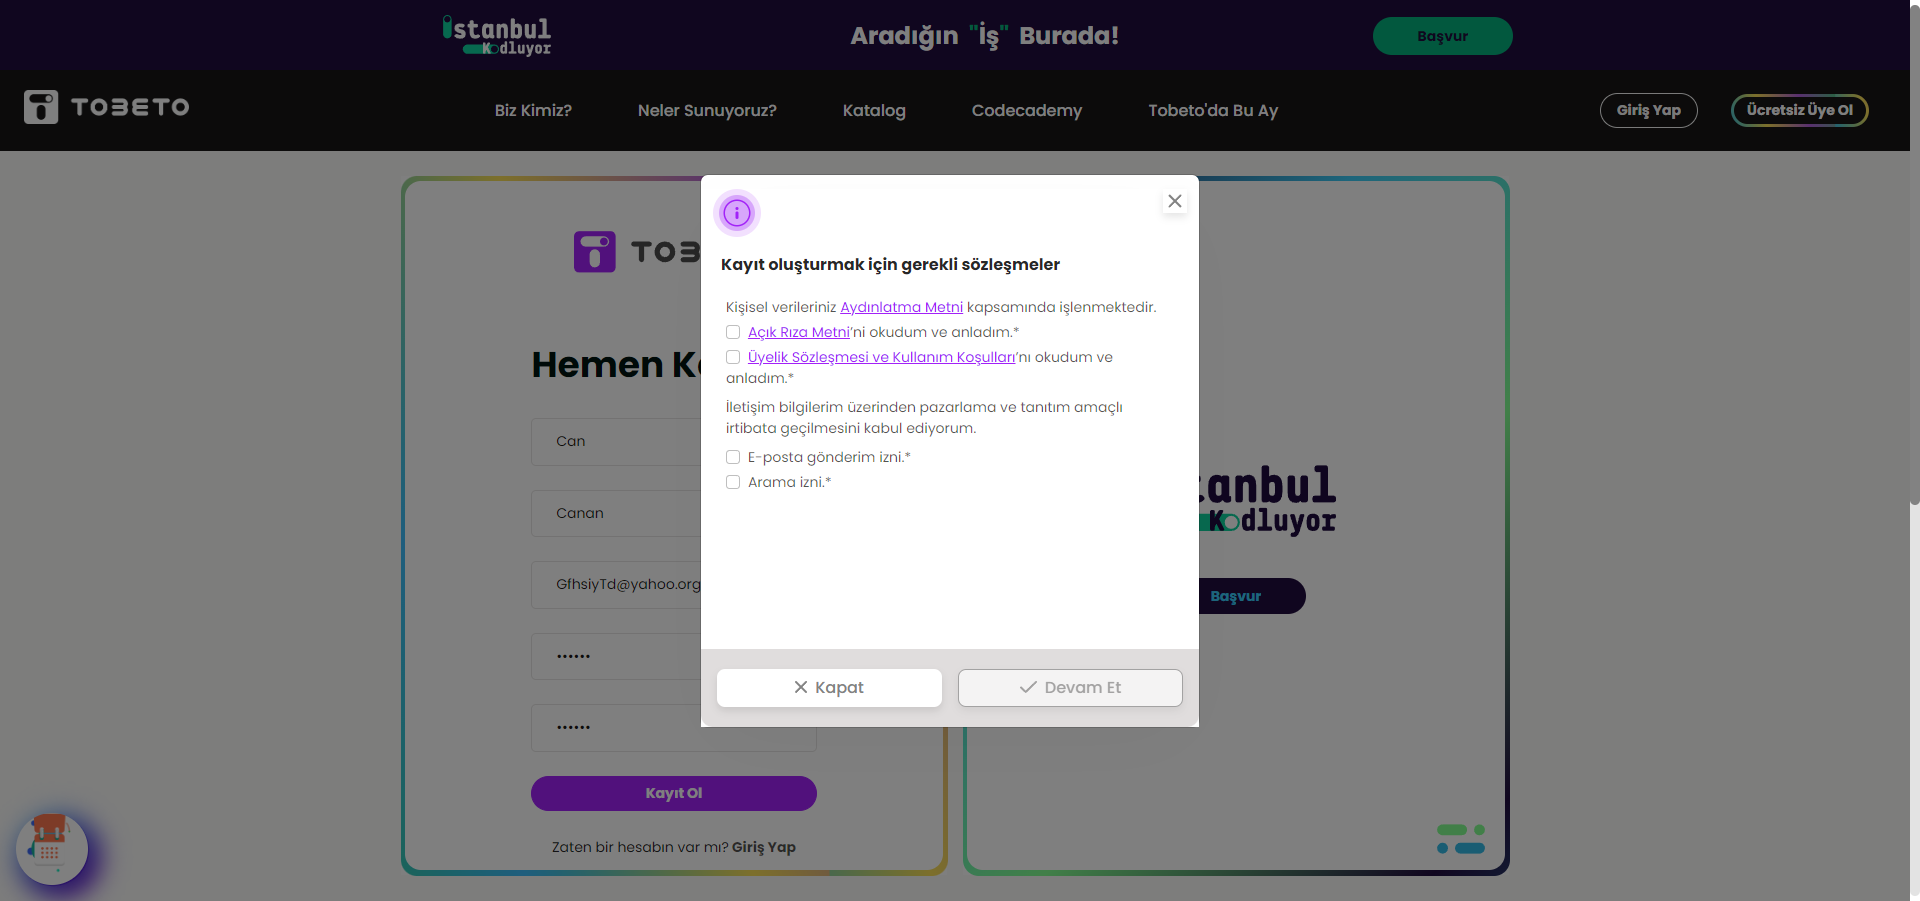 istanbul
Kodluyor
Aradığın "İş" Burada!
Başvur
TOBETO
Biz Kimiz?
Neler Sunuyoruz?
Katalog
Codecademy
Tobeto'da Bu Ay
Giriş Yap
Ücretsiz Üye Ol
TOB
Hemen K
Can
Canan
GfhsiyTd@yahoo.org
••••••
••••••
Kayıt Ol
Zaten bir hesabın var mı? Giriş Yap
Kayıt oluşturmak için gerekli sözleşmeler
Kişisel verileriniz Aydınlatma Metni kapsamında işlenmektedir.
Açık Rıza Metni'ni okudum ve anladım.*
Üyelik Sözleşmesi ve Kullanım Koşulları'nı okudum ve
anladım.*
İletişim bilgilerim üzerinden pazarlama ve tanıtım amaçlı
irtibata geçilmesini kabul ediyorum.
E-posta gönderim izni.*
Arama izni.*
Kapat
Devam Et
tanbul
Kodluyor
Başvur